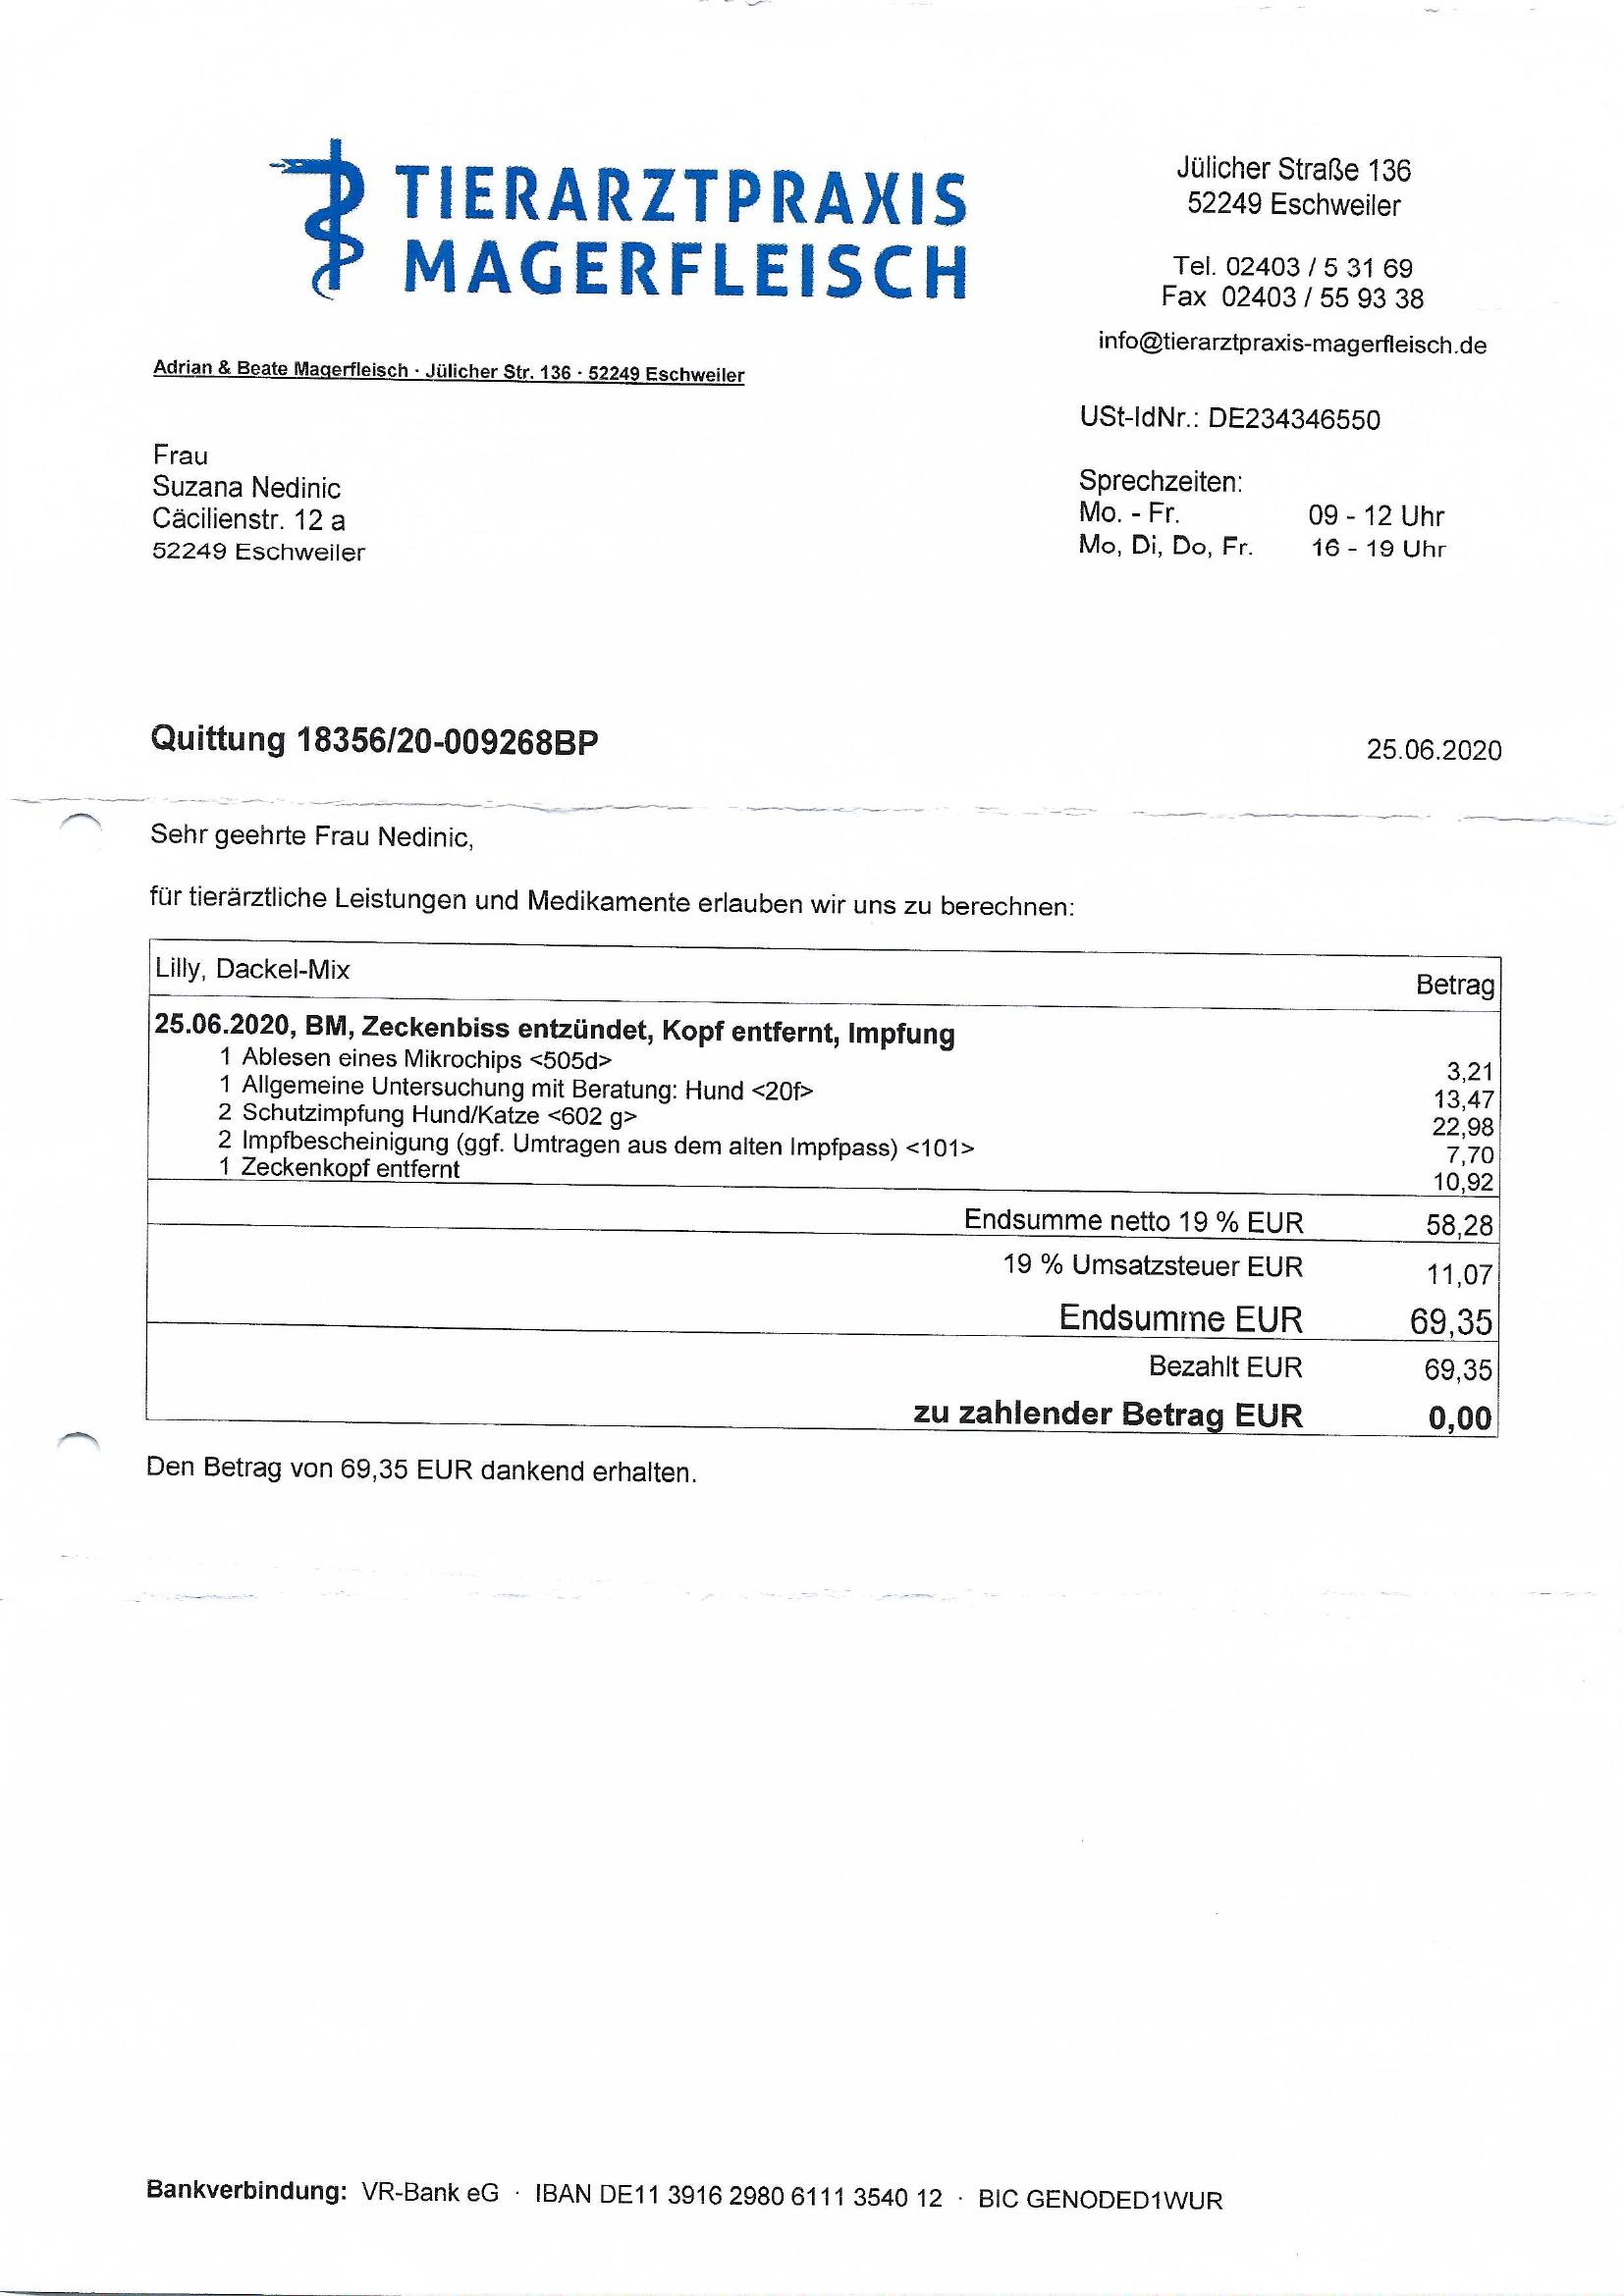 TIERARZTPRAXIS
MAGERFLEISCH
Jülicher Straße 136
52249 Eschweiler
Tel. 02403 / 5 31 69
Fax 02403 / 55 93 38
info@tierarztpraxis-magerfleisch.de
Adrian & Beate Magerfleisch · Jülicher Str. 136 · 52249 Eschweiler
USt-IdNr.: DE234346550
Frau
Suzana Nedinic
Cäcilienstr. 12 a
52249 Eschweiler
Sprechzeiten:
Mo. - Fr. 09 - 12 Uhr
Mo, Di, Do, Fr. 16 - 19 Uhr
Quittung 18356/20-009268BP 25.06.2020
Sehr geehrte Frau Nedinic,
für tierärztliche Leistungen und Medikamente erlauben wir uns zu berechnen:
Lilly, Dackel-Mix Betrag
25.06.2020, BM, Zeckenbiss entzündet, Kopf entfernt, Impfung
1 Ablesen eines Mikrochips <505d> 3,21
1 Allgemeine Untersuchung mit Beratung: Hund <20f> 13,47
2 Schutzimpfung Hund/Katze <602 g> 22,98
2 Impfbescheinigung (ggf. Umtragen aus dem alten Impfpass) <101> 7,70
1 Zeckenkopf entfernt 10,92
Endsumme netto 19 % EUR 58,28
19 % Umsatzsteuer EUR 11,07
Endsumme EUR 69,35
Bezahlt EUR 69,35
zu zahlender Betrag EUR 0,00
Den Betrag von 69,35 EUR dankend erhalten.
Bankverbindung: VR-Bank eG · IBAN DE11 3916 2980 6111 3540 12 · BIC GENODED1WUR